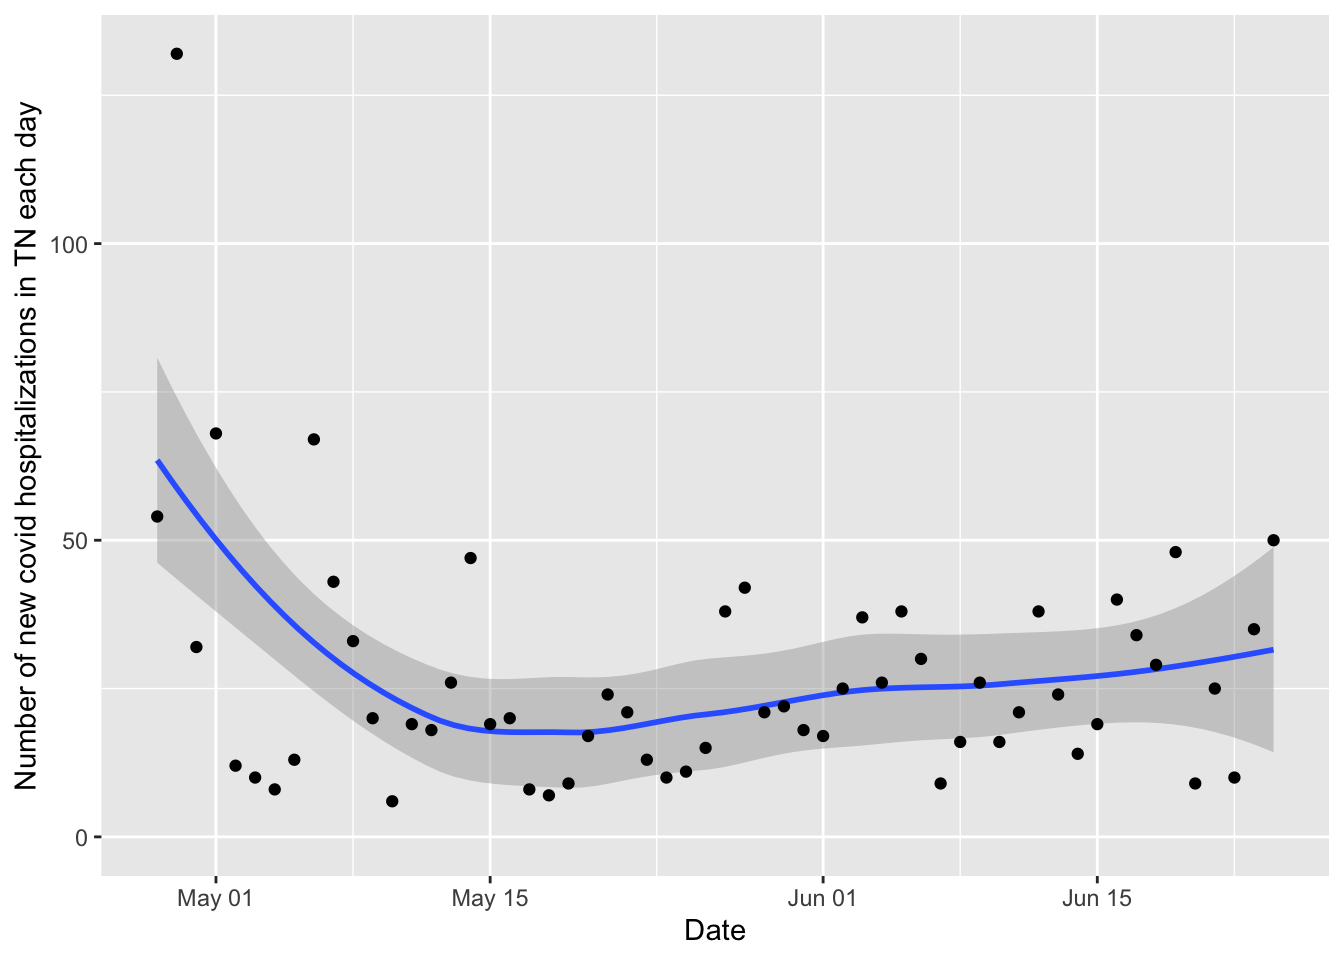 Number of new covid hospitalizations in TN each day
100
50
0
May 01
May 15
Jun 01
Jun 15
Date